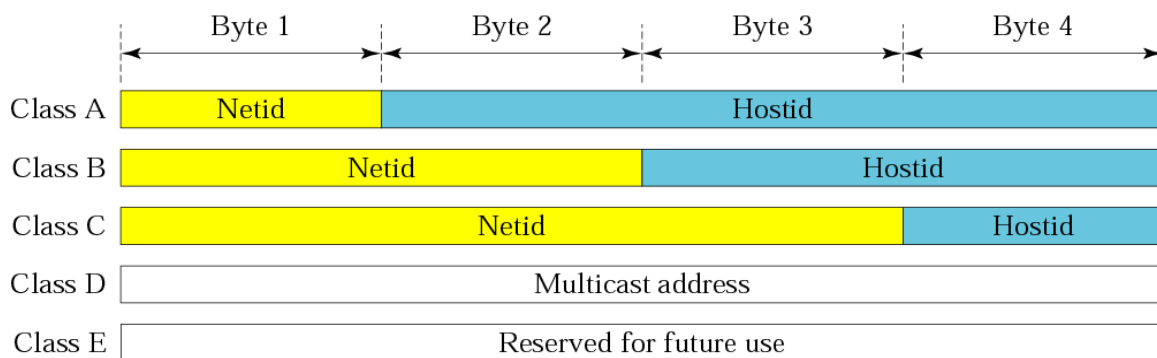 Byte 1 Byte 2 Byte 3 Byte 4
Class A Netid Hostid
Class B Netid Hostid
Class C Netid Hostid
Class D Multicast address
Class E Reserved for future use